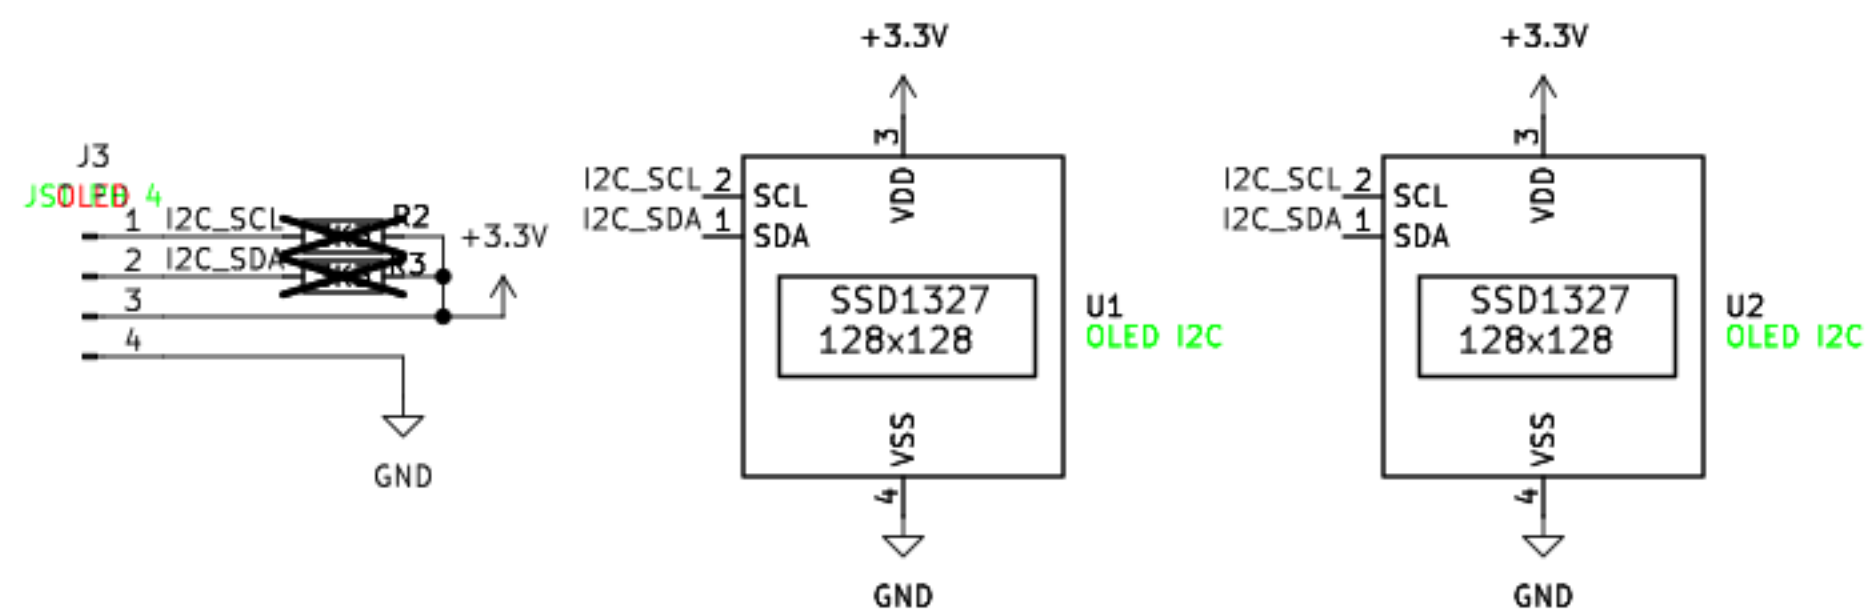 J3
OLED
4
1 I2C_SCL
R2
2 I2C_SDA
R3
+3.3V
3
4
GND
+3.3V
3
VDD
I2C_SCL 2 SCL
I2C_SDA 1 SDA
SSD1327
128x128
U1
OLED I2C
VSS
4
GND
+3.3V
3
VDD
I2C_SCL 2 SCL
I2C_SDA 1 SDA
SSD1327
128x128
U2
OLED I2C
VSS
4
GND